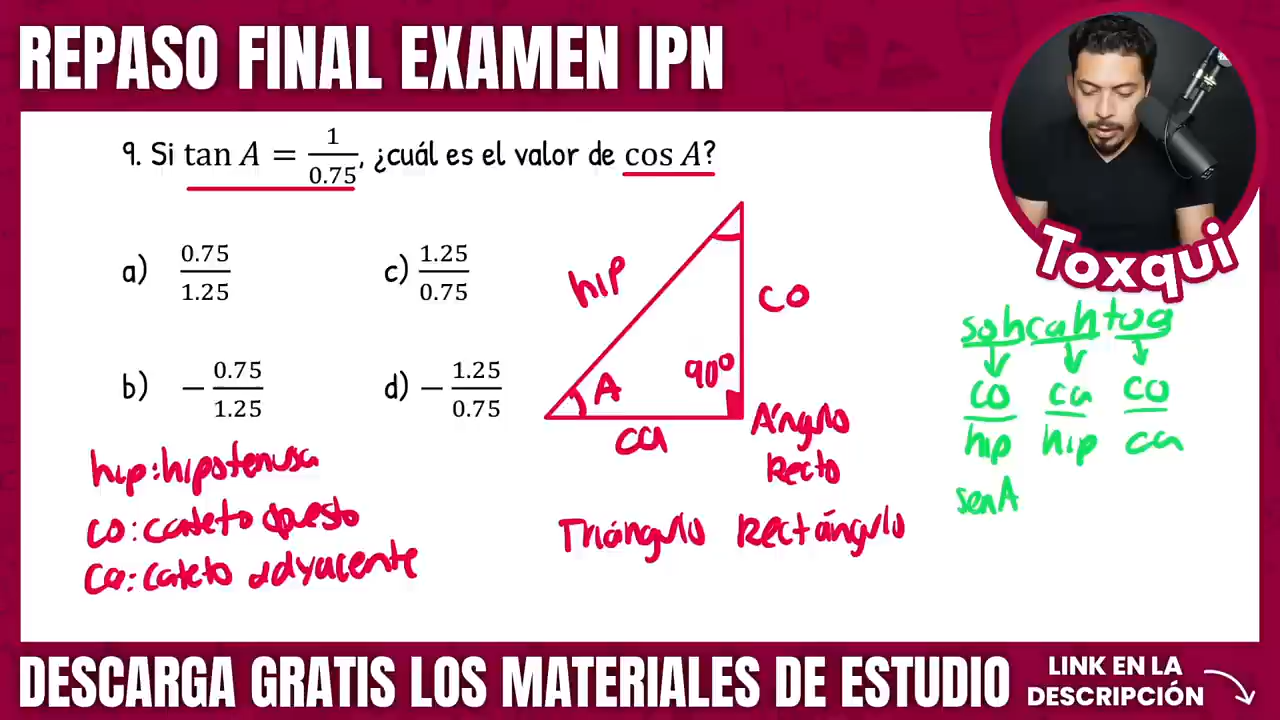 REPASO FINAL EXAMEN IPN
Toxqui
9. Si tan A = 1/0.75, ¿cuál es el valor de cos A?
a) 0.75/1.25
c) 1.25/0.75
b) −0.75/1.25
d) −1.25/0.75
hip
co
A
90°
ca
Ángulo
Recto
Triángulo Rectángulo
hip: hipotenusa
co: cateto opuesto
ca: cateto adyacente
sohcahtoa
co/hip ca/hip co/ca
senA
DESCARGA GRATIS LOS MATERIALES DE ESTUDIO
LINK EN LA
DESCRIPCIÓN